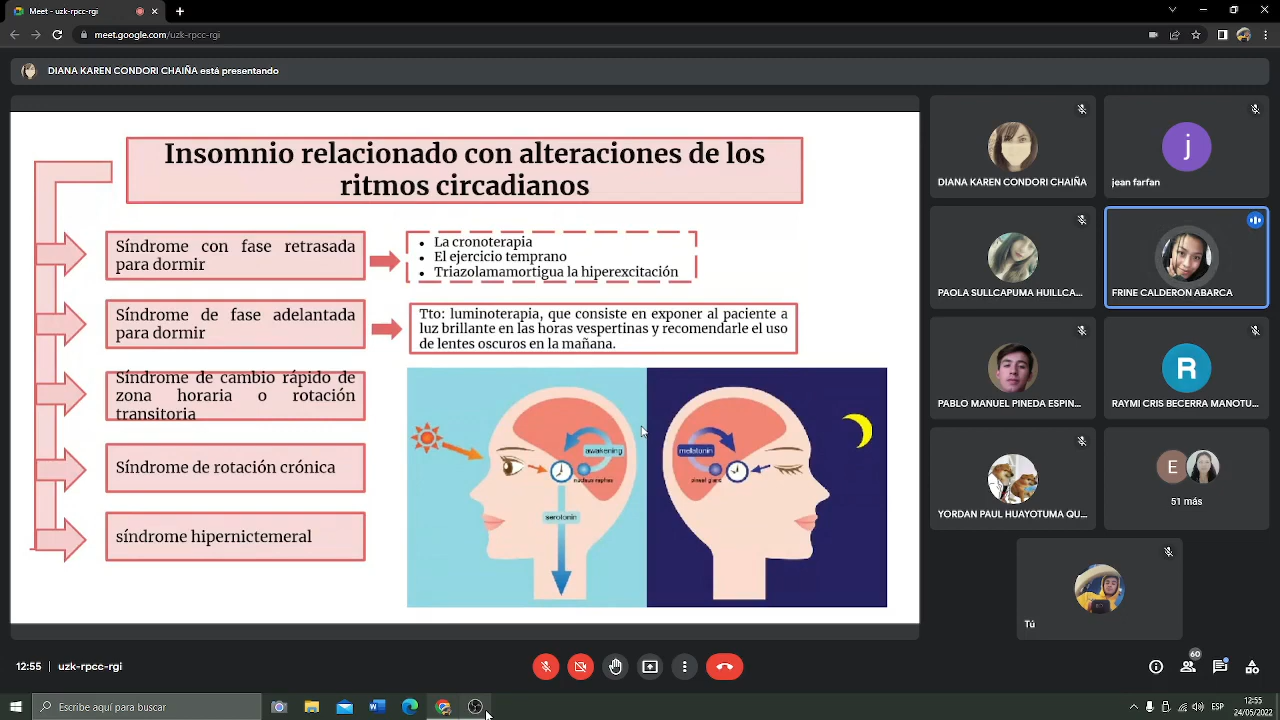 Meet - uzk-rpcc-rgi
meet.google.com/uzk-rpcc-rgi
DIANA KAREN CONDORI CHAIÑA
Insomnio relacionado con alteraciones de los
ritmos circadianos
Síndrome con fase retrasada
para dormir
La cronoterapia
El ejercicio temprano
Triazolamamortigua la hiperexcitación
Síndrome de fase adelantada
para dormir
Tto: luminoterapia, que consiste en exponer al paciente a
luz brillante en las horas vespertinas y recomendarle el uso
de lentes oscuros en la mañana.
Síndrome de cambio rápido de
zona horaria o rotación
transitoria
Síndrome de rotación crónica
síndrome hipernictemeral
awakening
nucleus raphes
serotonin
melatonin
pineal gland
DIANA KAREN CONDORI CHAIÑA
j
jean farfan
PAOLA SULLCAPUMA HUILLCA...
FRINE CALDERON ABARCA
PABLO MANUEL PINEDA ESPIN...
R
RAYMI CRIS BECERRA MANOTU...
YORDAN PAUL HUAYOTUMA QU...
E
51 más
Tú
12:55 | uzk-rpcc-rgi
60
Escribe aquí para buscar
ESP
12:55
24/05/2022